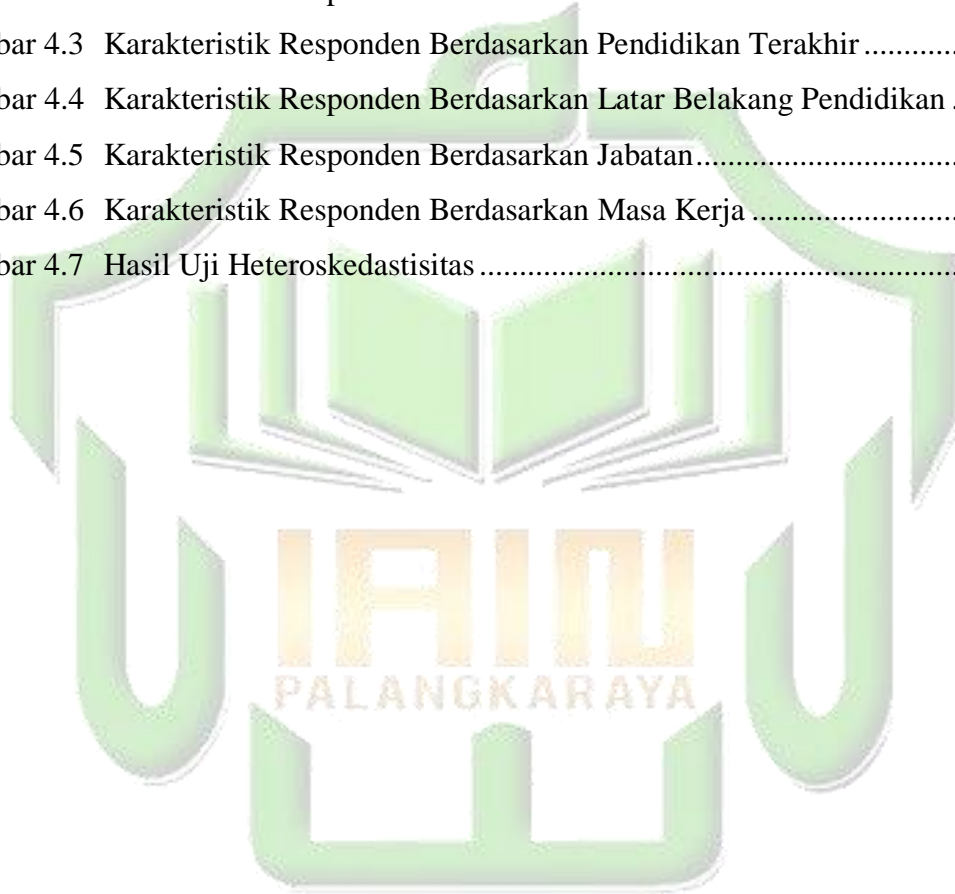 bar 4.3 Karakteristik Responden Berdasarkan Pendidikan Terakhir .............
bar 4.4 Karakteristik Responden Berdasarkan Latar Belakang Pendidikan .
bar 4.5 Karakteristik Responden Berdasarkan Jabatan..................................
bar 4.6 Karakteristik Responden Berdasarkan Masa Kerja ...........................
bar 4.7 Hasil Uji Heteroskedastisitas ..............................................................
IAIN
PALANGKARAYA